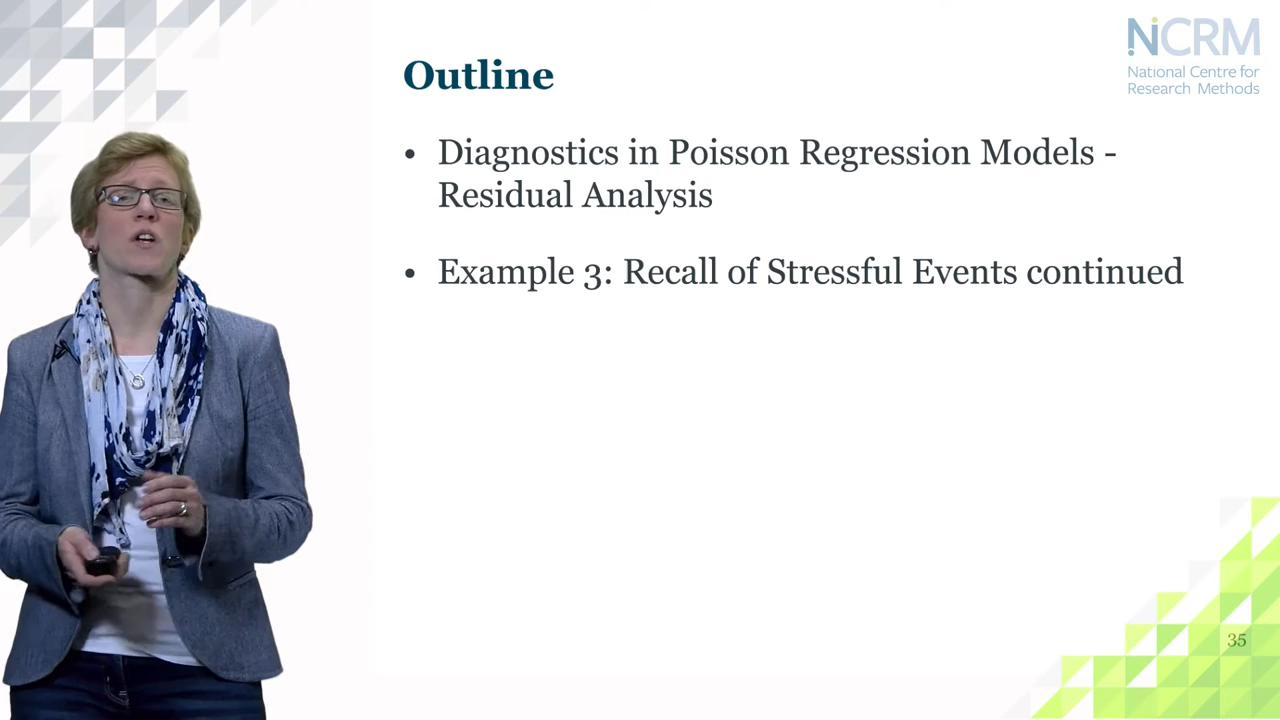 NCRM
National Centre for
Research Methods
Outline
• Diagnostics in Poisson Regression Models -
Residual Analysis
• Example 3: Recall of Stressful Events continued
35